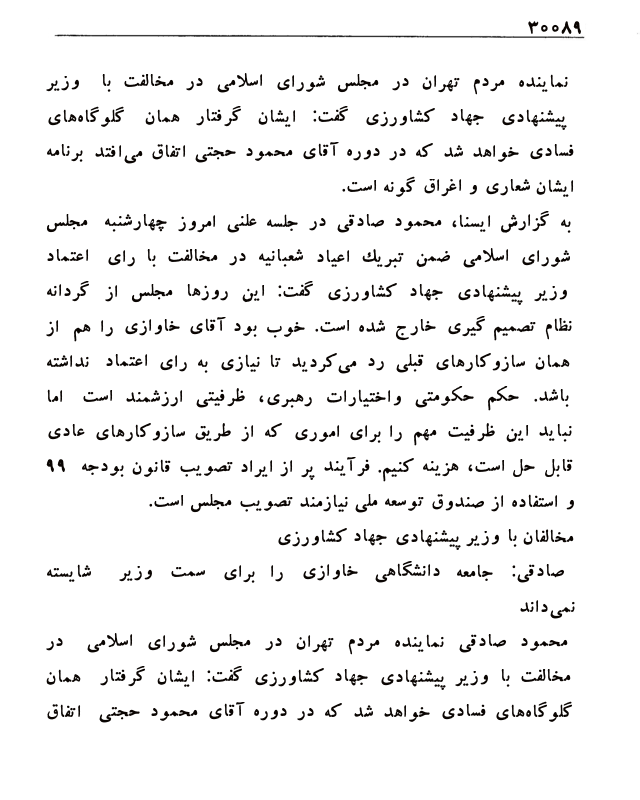 ۳۰۰۸۹
نماینده مردم تهران در مجلس شورای اسلامی در مخالفت با وزیر
پیشنهادی جهاد کشاورزی گفت: ایشان گرفتار همان گلوگاه‌های
فسادی خواهد شد که در دوره آقای محمود حجتی اتفاق می‌افتد برنامه
ایشان شعاری و اغراق گونه است.
به گزارش ایسنا، محمود صادقی در جلسه علنی امروز چهارشنبه مجلس
شورای اسلامی ضمن تبریك اعیاد شعبانیه در مخالفت با رای اعتماد
وزیر پیشنهادی جهاد کشاورزی گفت: این روزها مجلس از گردانه
نظام تصمیم گیری خارج شده است. خوب بود آقای خاوازی را هم از
همان سازوکارهای قبلی رد می‌کردید تا نیازی به رای اعتماد نداشته
باشد. حکم حکومتی واختیارات رهبری، ظرفیتی ارزشمند است اما
نباید این ظرفیت مهم را برای اموری که از طریق سازوکارهای عادی
قابل حل است، هزینه کنیم. فرآیند پر از ایراد تصویب قانون بودجه ۹۹
و استفاده از صندوق توسعه ملی نیازمند تصویب مجلس است.
مخالفان با وزیر پیشنهادی جهاد کشاورزی
صادقی: جامعه دانشگاهی خاوازی را برای سمت وزیر شایسته
نمی‌داند
محمود صادقی نماینده مردم تهران در مجلس شورای اسلامی در
مخالفت با وزیر پیشنهادی جهاد کشاورزی گفت: ایشان گرفتار همان
گلوگاه‌های فسادی خواهد شد که در دوره آقای محمود حجتی اتفاق